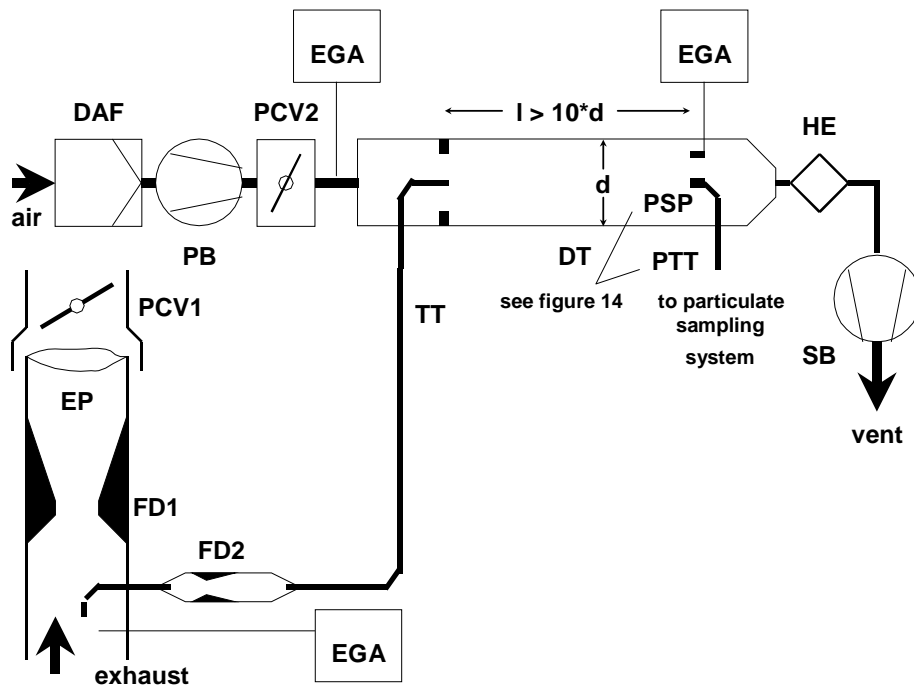 EGA
EGA
DAF
PCV2
l > 10*d
HE
air
d
PB
PSP
DT
PTT
PCV1
TT
see figure 14
to particulate
sampling
system
SB
EP
vent
FD1
FD2
EGA
exhaust